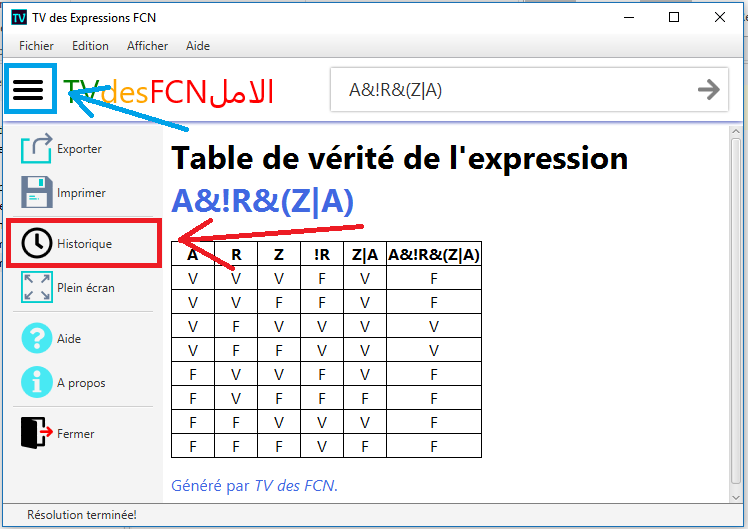 TV des Expressions FCN
Fichier Edition Afficher Aide
TVdesFCNالامل
A&!R&(Z|A)
Exporter
Imprimer
Historique
Plein écran
Aide
A propos
Fermer
Table de vérité de l'expression
A&!R&(Z|A)
A R Z !R Z|A A&!R&(Z|A)
V V V F V F
V V F F V F
V F V V V V
V F F V V V
F V V F V F
F V F F F F
F F V V V F
F F F V F F
Généré par TV des FCN.
Résolution terminée!